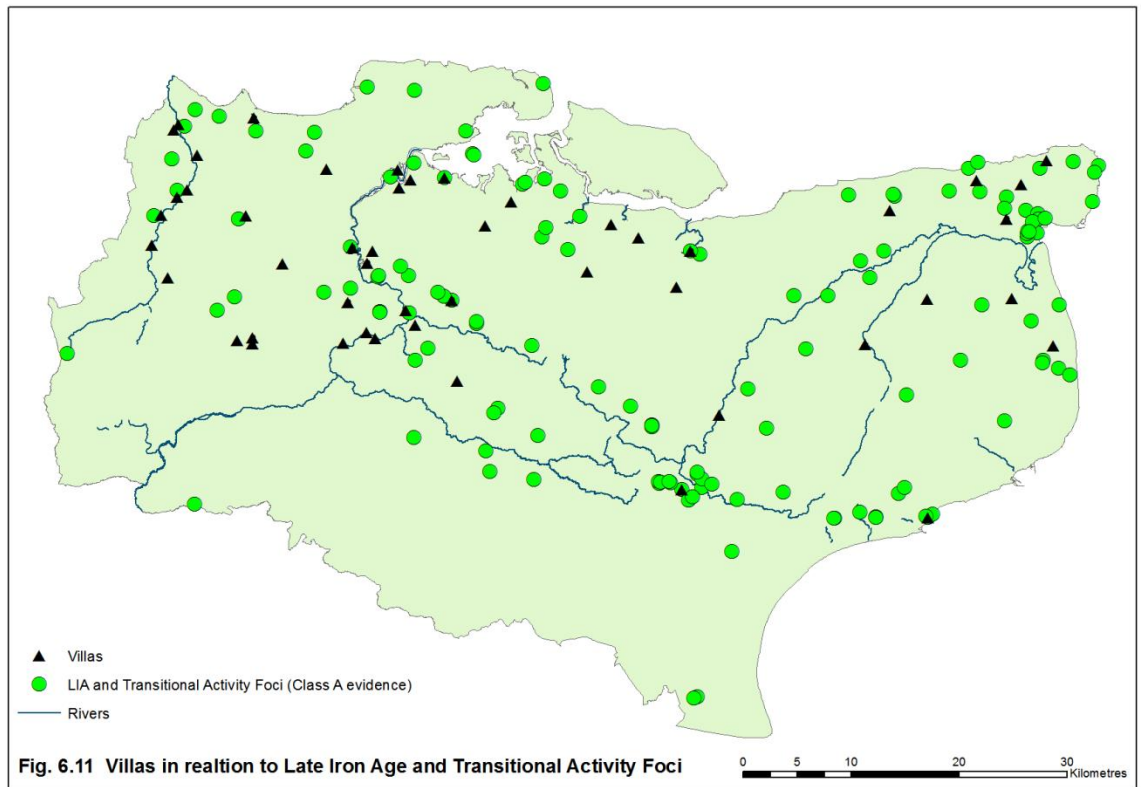 Villas
LIA and Transitional Activity Foci (Class A evidence)
Rivers
Fig. 6.11 Villas in realtion to Late Iron Age and Transitional Activity Foci
0 5 10 20 30
Kilometres